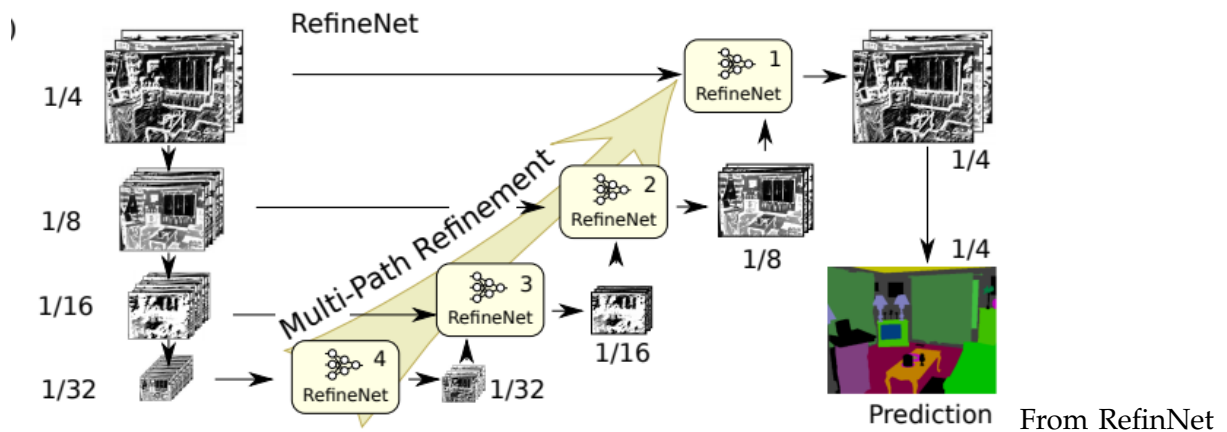 )
RefineNet
1
RefineNet
1/4
1/4
2
RefineNet
1/8
1/8
1/4
Multi-Path Refinement
3
RefineNet
1/16
1/16
4
RefineNet
1/32
1/32
Prediction
From RefinNet